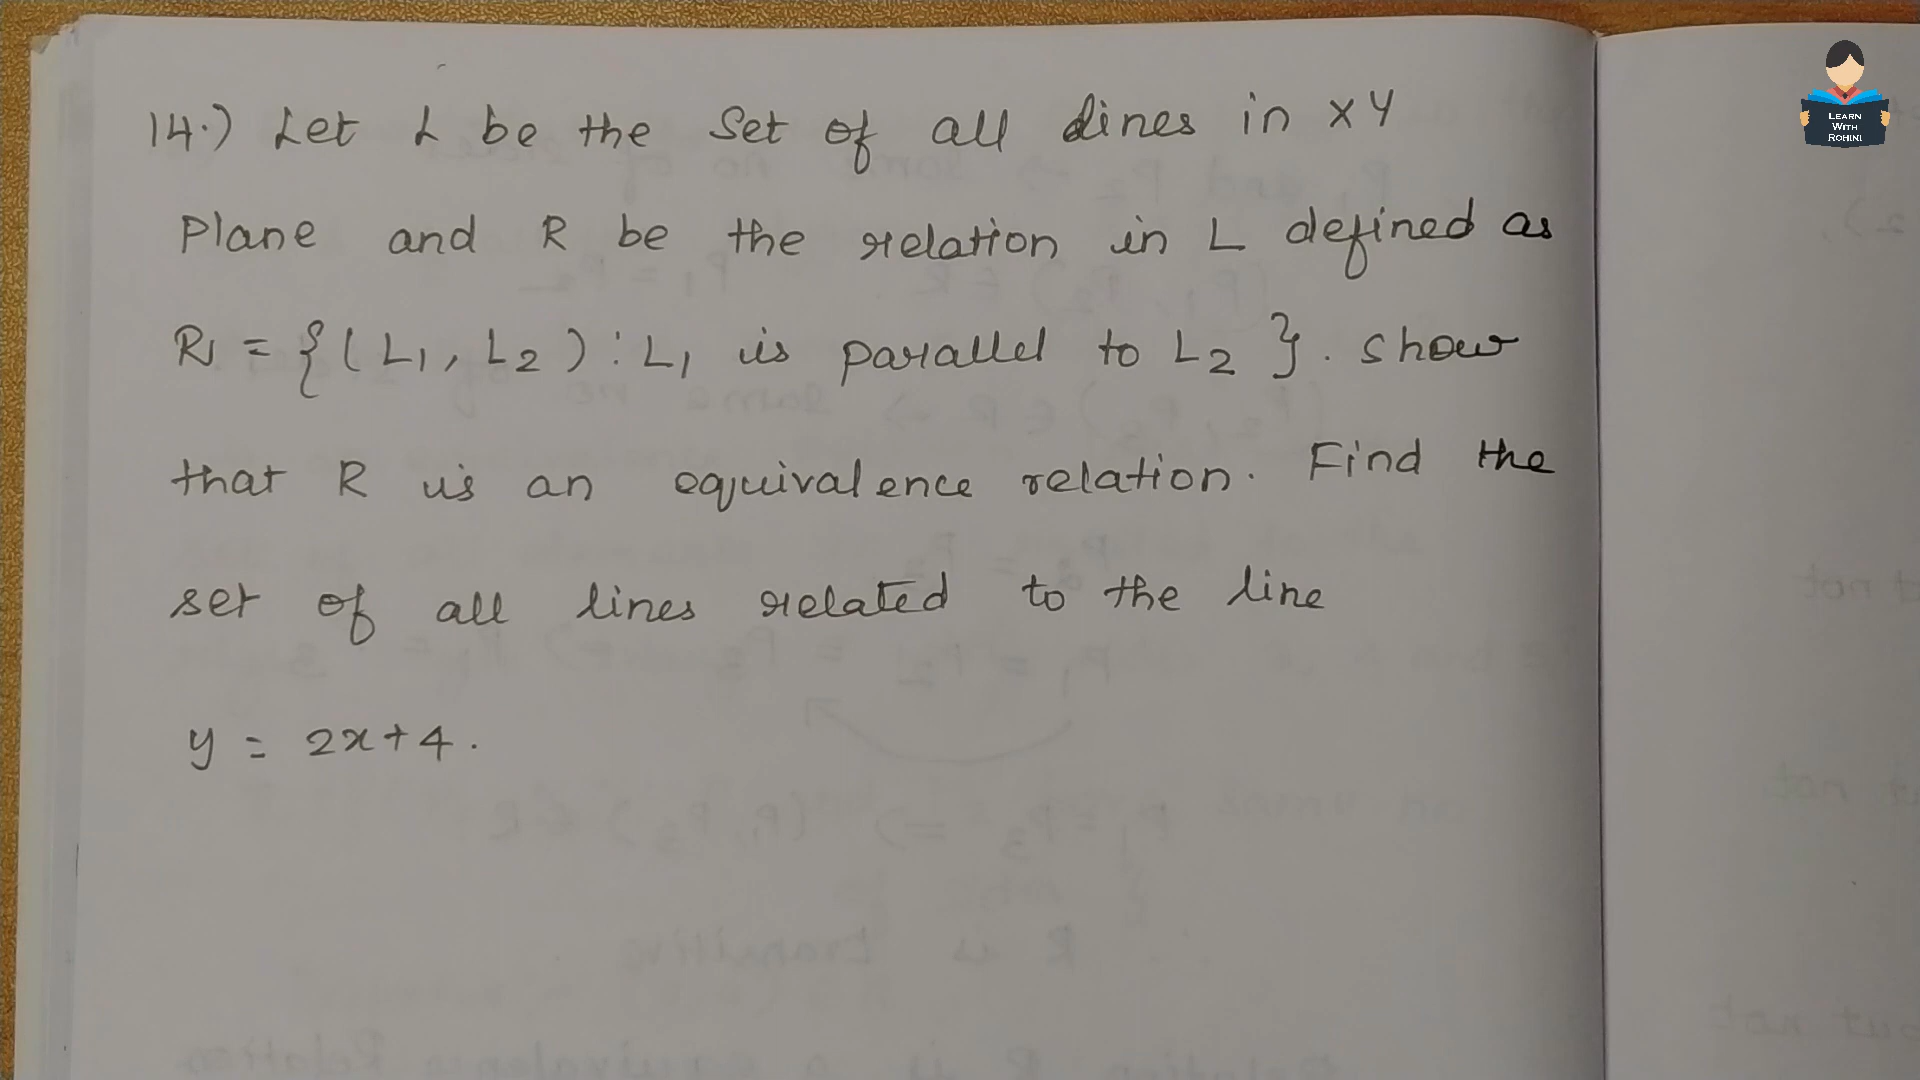 14.) Let L be the Set of all lines in XY
Plane and R be the relation in L defined as
R = {(L1, L2) : L1 is parallel to L2}. show
that R is an equivalence relation. Find the
set of all lines related to the line
y = 2x+4.
LEARN
WITH
ROHINI